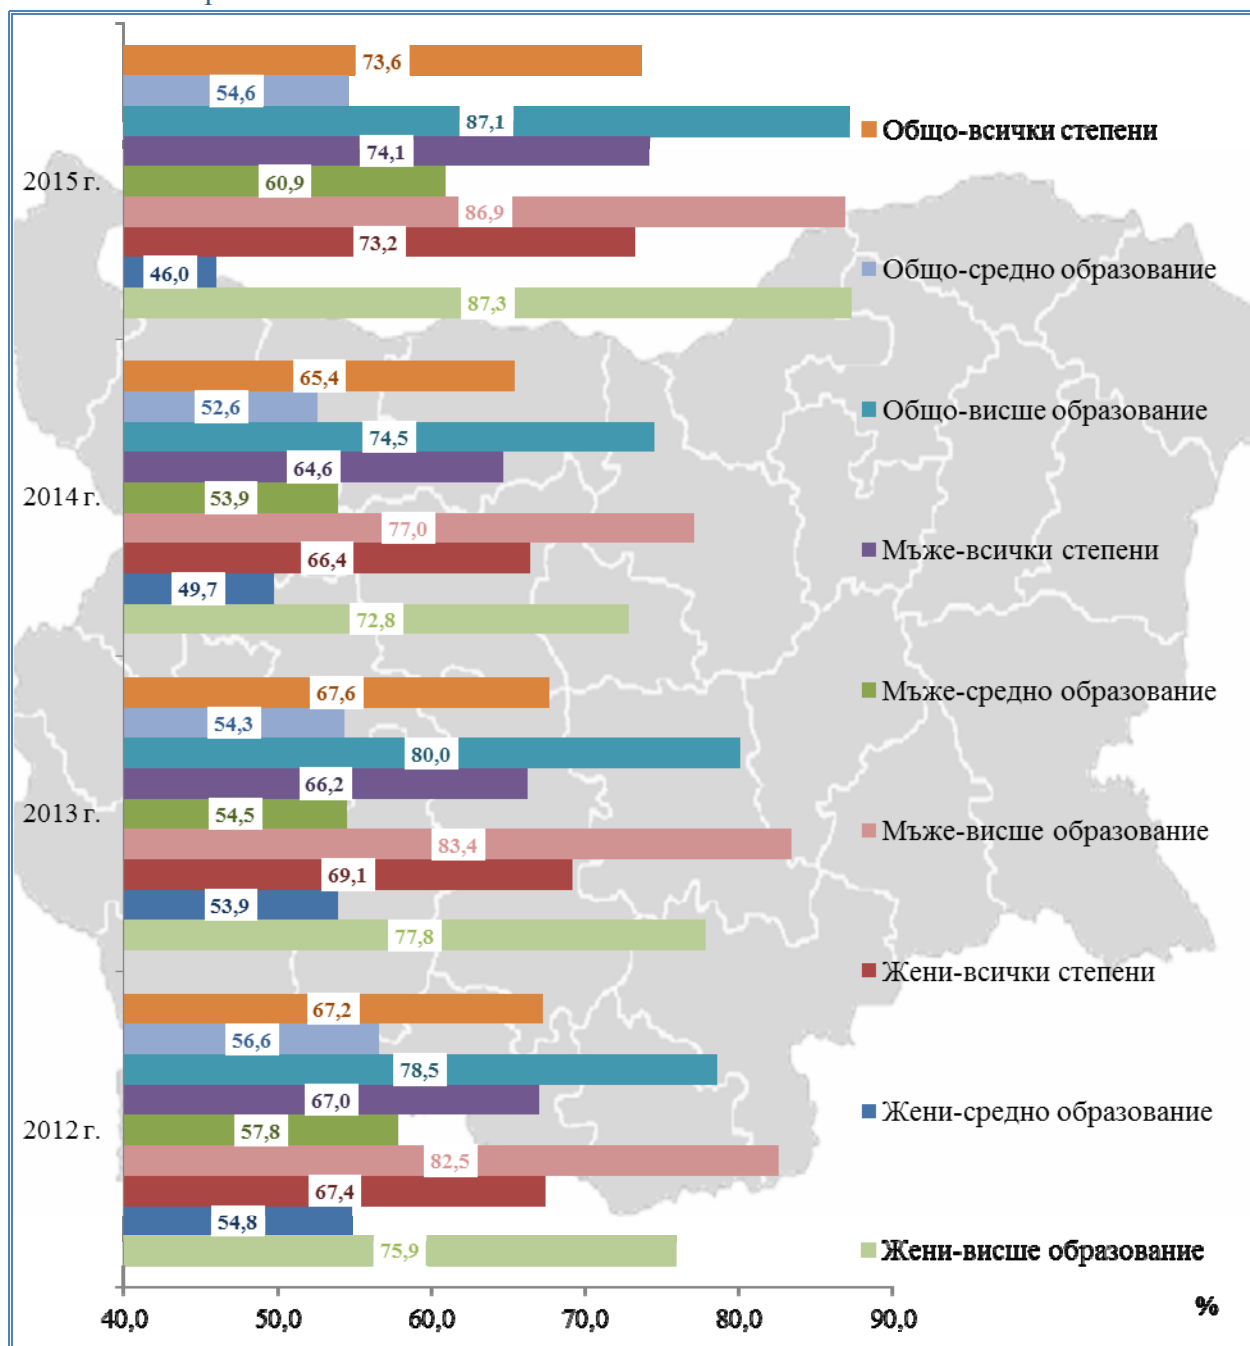 73,6
54,6
87,1
74,1
60,9
86,9
73,2
46,0
87,3
2015 г.
65,4
52,6
74,5
64,6
53,9
77,0
66,4
49,7
72,8
2014 г.
67,6
54,3
80,0
66,2
54,5
83,4
69,1
53,9
77,8
2013 г.
67,2
56,6
78,5
67,0
57,8
82,5
67,4
54,8
75,9
2012 г.
40,0 50,0 60,0 70,0 80,0 90,0 %
Общо-всички степени
Общо-средно образование
Общо-висше образование
Мъже-всички степени
Мъже-средно образование
Мъже-висше образование
Жени-всички степени
Жени-средно образование
Жени-висше образование